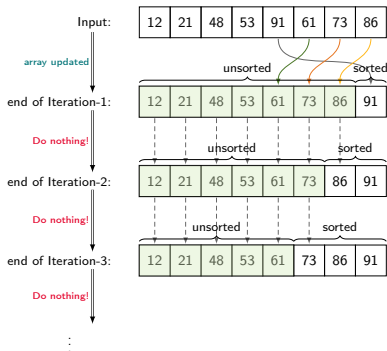 Input: 12 21 48 53 91 61 73 86
array updated
unsorted sorted
end of Iteration-1: 12 21 48 53 61 73 86 91
Do nothing!
unsorted sorted
end of Iteration-2: 12 21 48 53 61 73 86 91
Do nothing!
unsorted sorted
end of Iteration-3: 12 21 48 53 61 73 86 91
Do nothing!
⋮